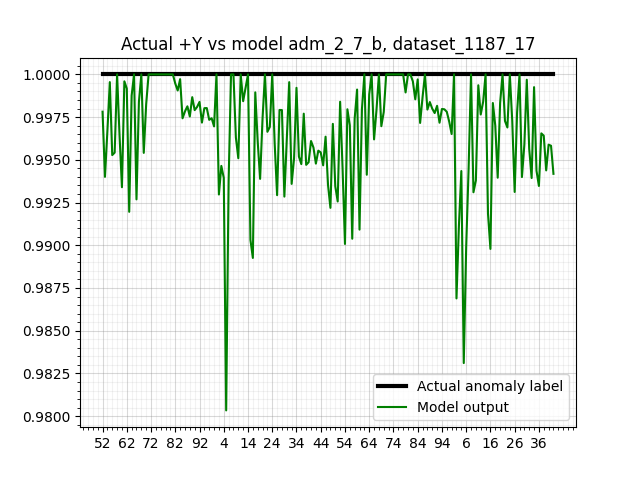 Actual +Y vs model adm_2_7_b, dataset_1187_17
1.0000
0.9975
0.9950
0.9925
0.9900
0.9875
0.9850
0.9825
0.9800
Actual anomaly label
Model output
52 62 72 82 92 4 14 24 34 44 54 64 74 84 94 6 16 26 36